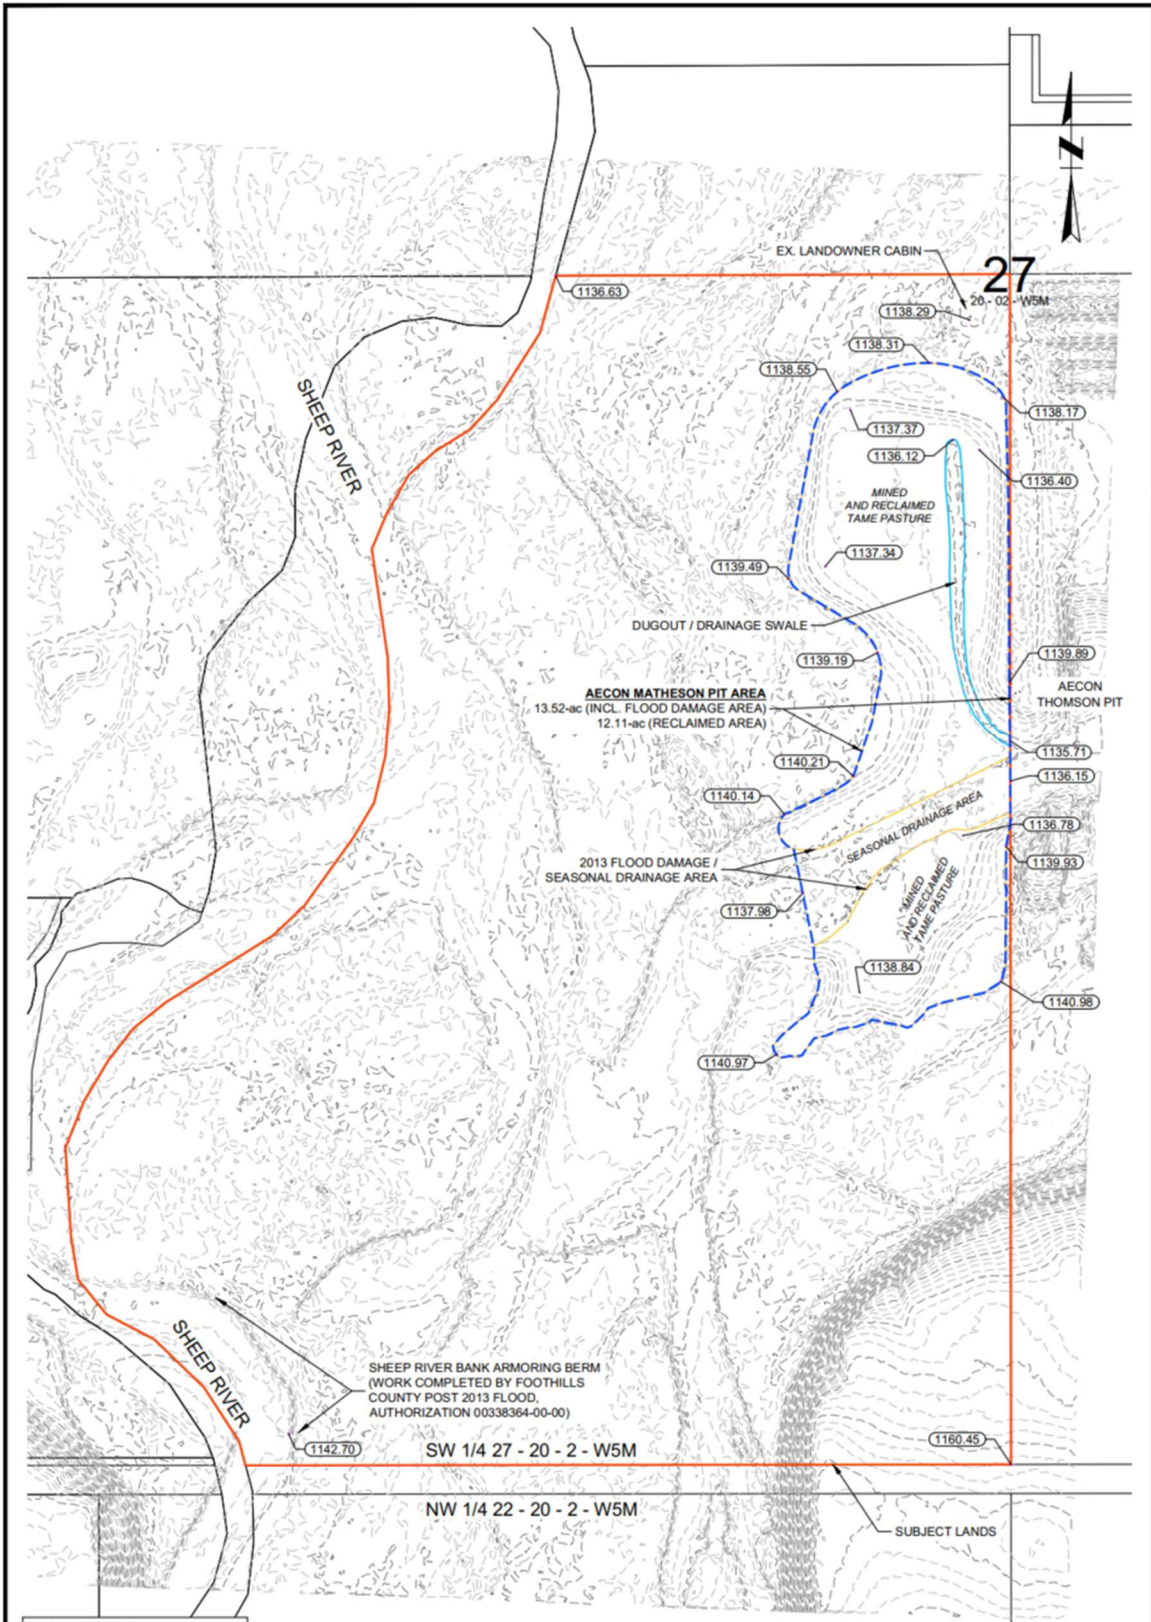 N
EX. LANDOWNER CABIN
27
20 - 02 - W5M
1136.63
1138.29
1138.31
1138.55
1138.17
1137.37
1136.12
1136.40
SHEEP RIVER
MINED
AND RECLAIMED
TAME PASTURE
1137.34
1139.49
DUGOUT / DRAINAGE SWALE
1139.19
1139.89
AECON
THOMSON PIT
AECON MATHESON PIT AREA
13.52-ac (INCL. FLOOD DAMAGE AREA)
12.11-ac (RECLAIMED AREA)
1135.71
1140.21
1136.15
1140.14
SEASONAL DRAINAGE AREA
1136.78
1139.93
2013 FLOOD DAMAGE /
SEASONAL DRAINAGE AREA
MINED
AND RECLAIMED
TAME PASTURE
1137.98
1138.84
1140.98
1140.97
SHEEP RIVER
SHEEP RIVER BANK ARMORING BERM
(WORK COMPLETED BY FOOTHILLS
COUNTY POST 2013 FLOOD,
AUTHORIZATION 00338364-00-00)
1142.70
SW 1/4 27 - 20 - 2 - W5M
1160.45
NW 1/4 22 - 20 - 2 - W5M
SUBJECT LANDS